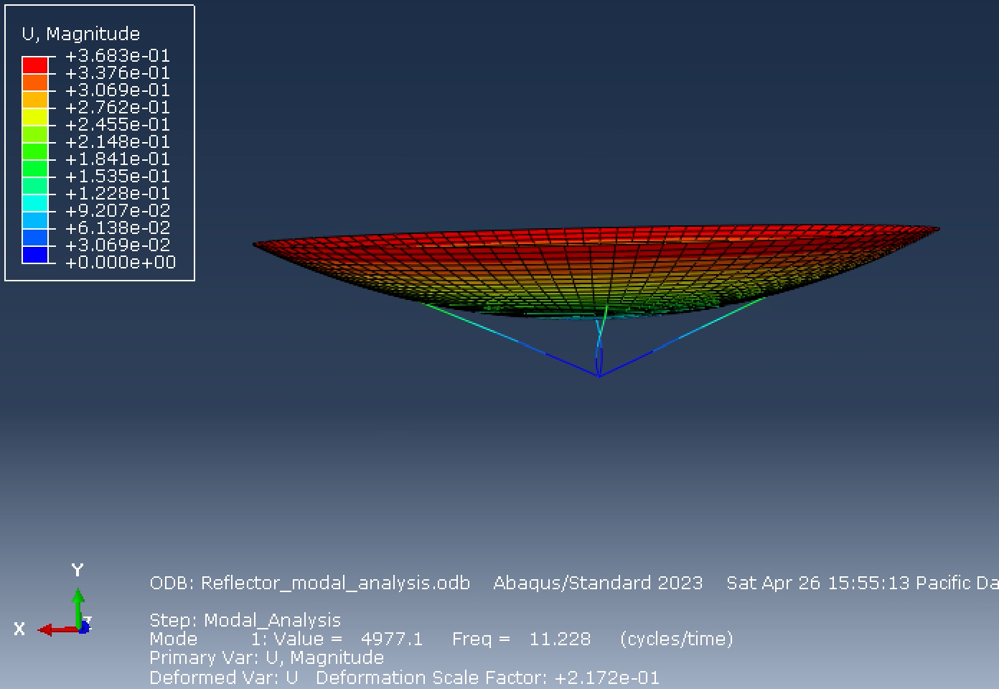 U, Magnitude
+3.683e-01
+3.376e-01
+3.069e-01
+2.762e-01
+2.455e-01
+2.148e-01
+1.841e-01
+1.535e-01
+1.228e-01
+9.207e-02
+6.138e-02
+3.069e-02
+0.000e+00
Y
X
Z
ODB: Reflector_modal_analysis.odb Abaqus/Standard 2023 Sat Apr 26 15:55:13 Pacific Da
Step: Modal_Analysis
Mode 1: Value = 4977.1 Freq = 11.228 (cycles/time)
Primary Var: U, Magnitude
Deformed Var: U Deformation Scale Factor: +2.172e-01